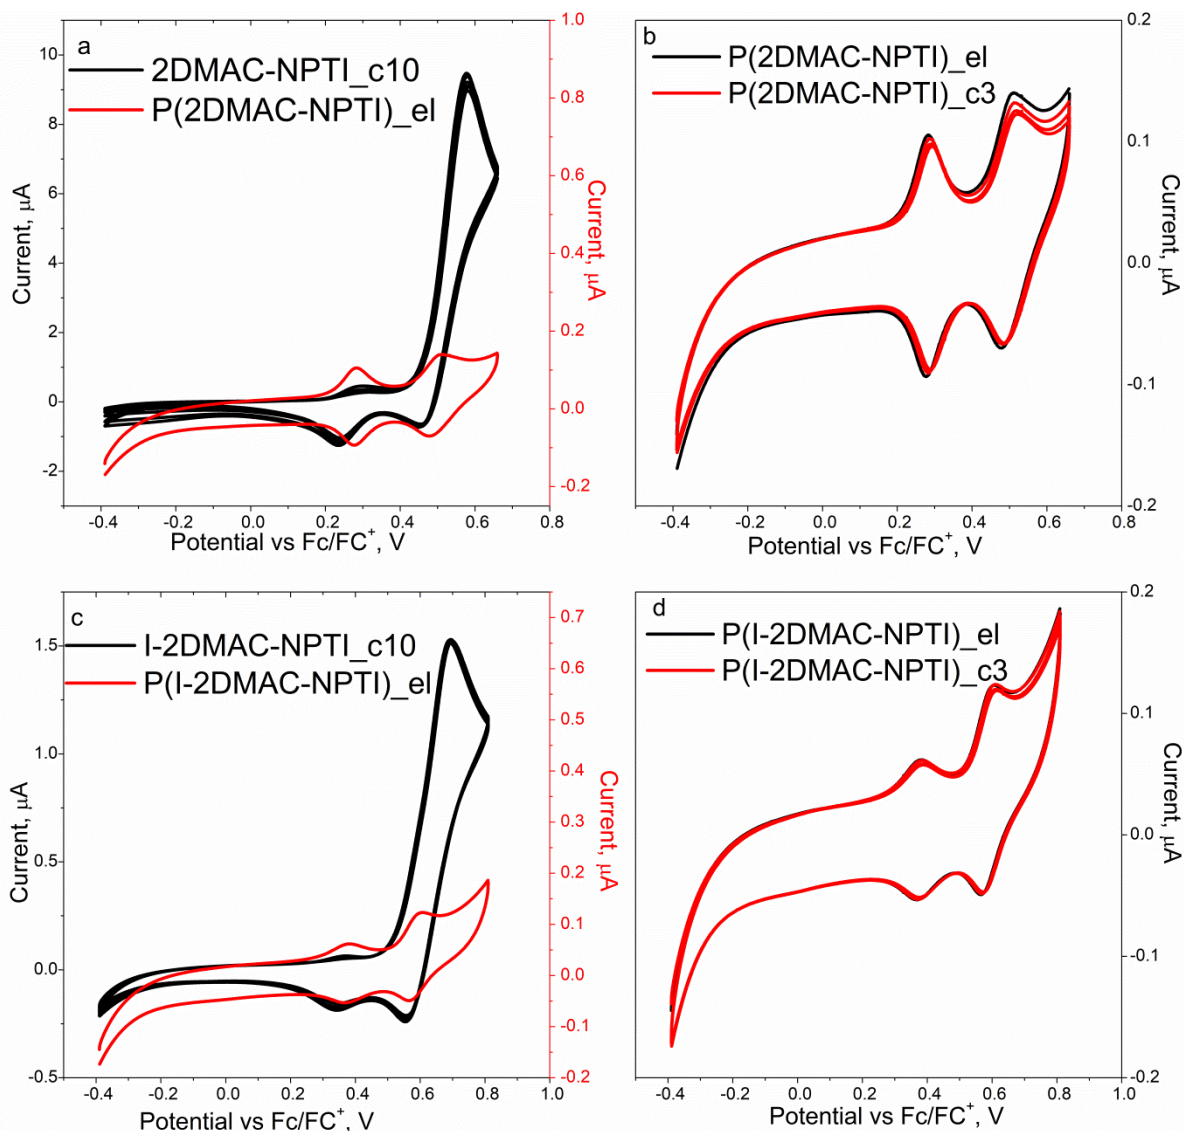 a
2DMAC-NPTI_c10
P(2DMAC-NPTI)_el
10
8
6
4
2
0
-2
Current, μA
1.0
0.8
0.6
0.4
0.2
0.0
-0.2
Current, μA
-0.4 -0.2 0.0 0.2 0.4 0.6 0.8
Potential vs Fc/FC+, V
b
P(2DMAC-NPTI)_el
P(2DMAC-NPTI)_c3
0.2
0.1
0.0
-0.1
-0.2
Current, μA
-0.4 -0.2 0.0 0.2 0.4 0.6 0.8
Potential vs Fc/FC+, V
c
I-2DMAC-NPTI_c10
P(I-2DMAC-NPTI)_el
1.5
1.0
0.5
0.0
-0.5
Current, μA
0.7
0.6
0.5
0.4
0.3
0.2
0.1
0.0
-0.1
-0.2
Current, μA
-0.4 -0.2 0.0 0.2 0.4 0.6 0.8 1.0
Potential vs Fc/FC+, V
d
P(I-2DMAC-NPTI)_el
P(I-2DMAC-NPTI)_c3
0.2
0.1
0.0
-0.1
-0.2
Current, μA
-0.4 -0.2 0.0 0.2 0.4 0.6 0.8 1.0
Potential vs Fc/FC+, V